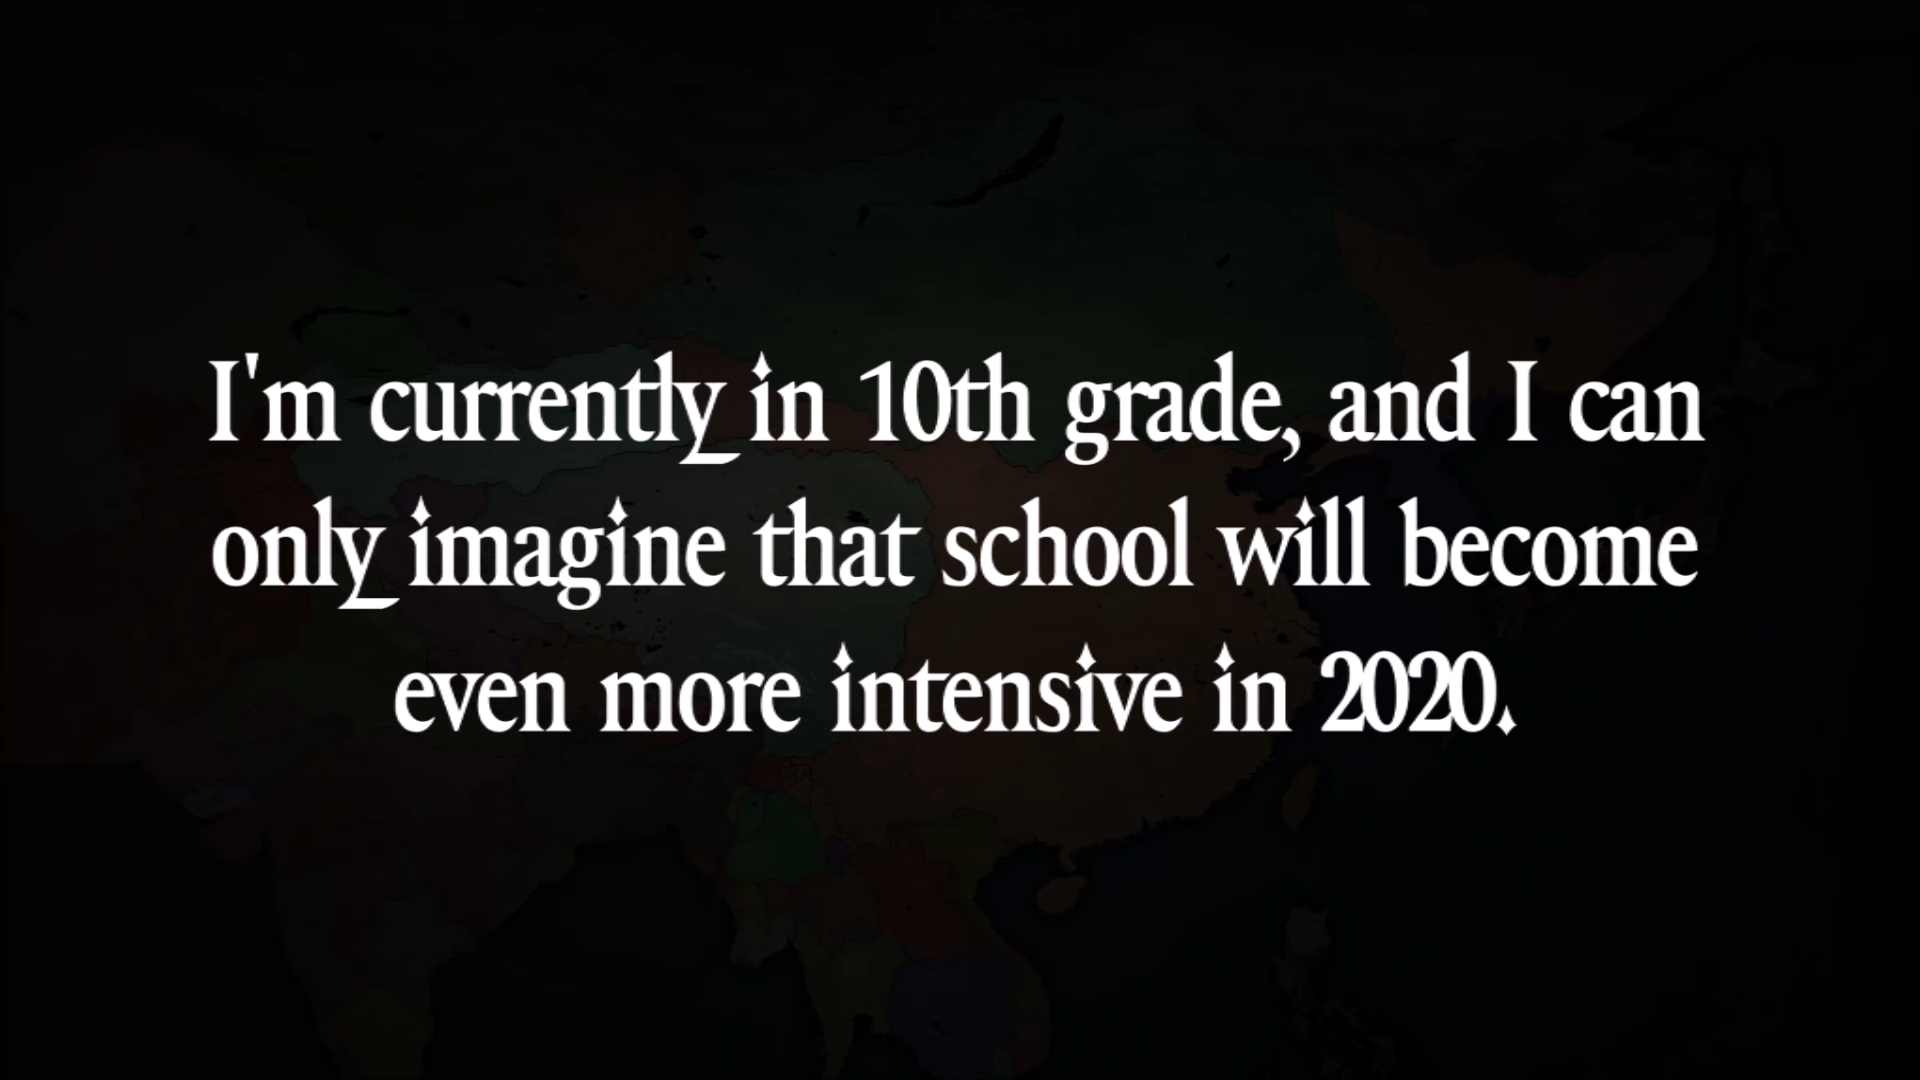 I'm currently in 10th grade, and I can
only imagine that school will become
even more intensive in 2020.